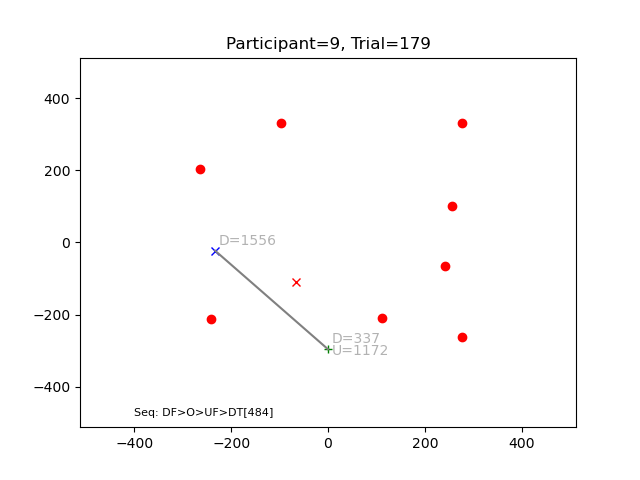 Participant=9, Trial=179
400
200
0
−200
−400
D=1556
D=337
U=1172
Seq: DF>O>UF>DT[484]
−400 −200 0 200 400